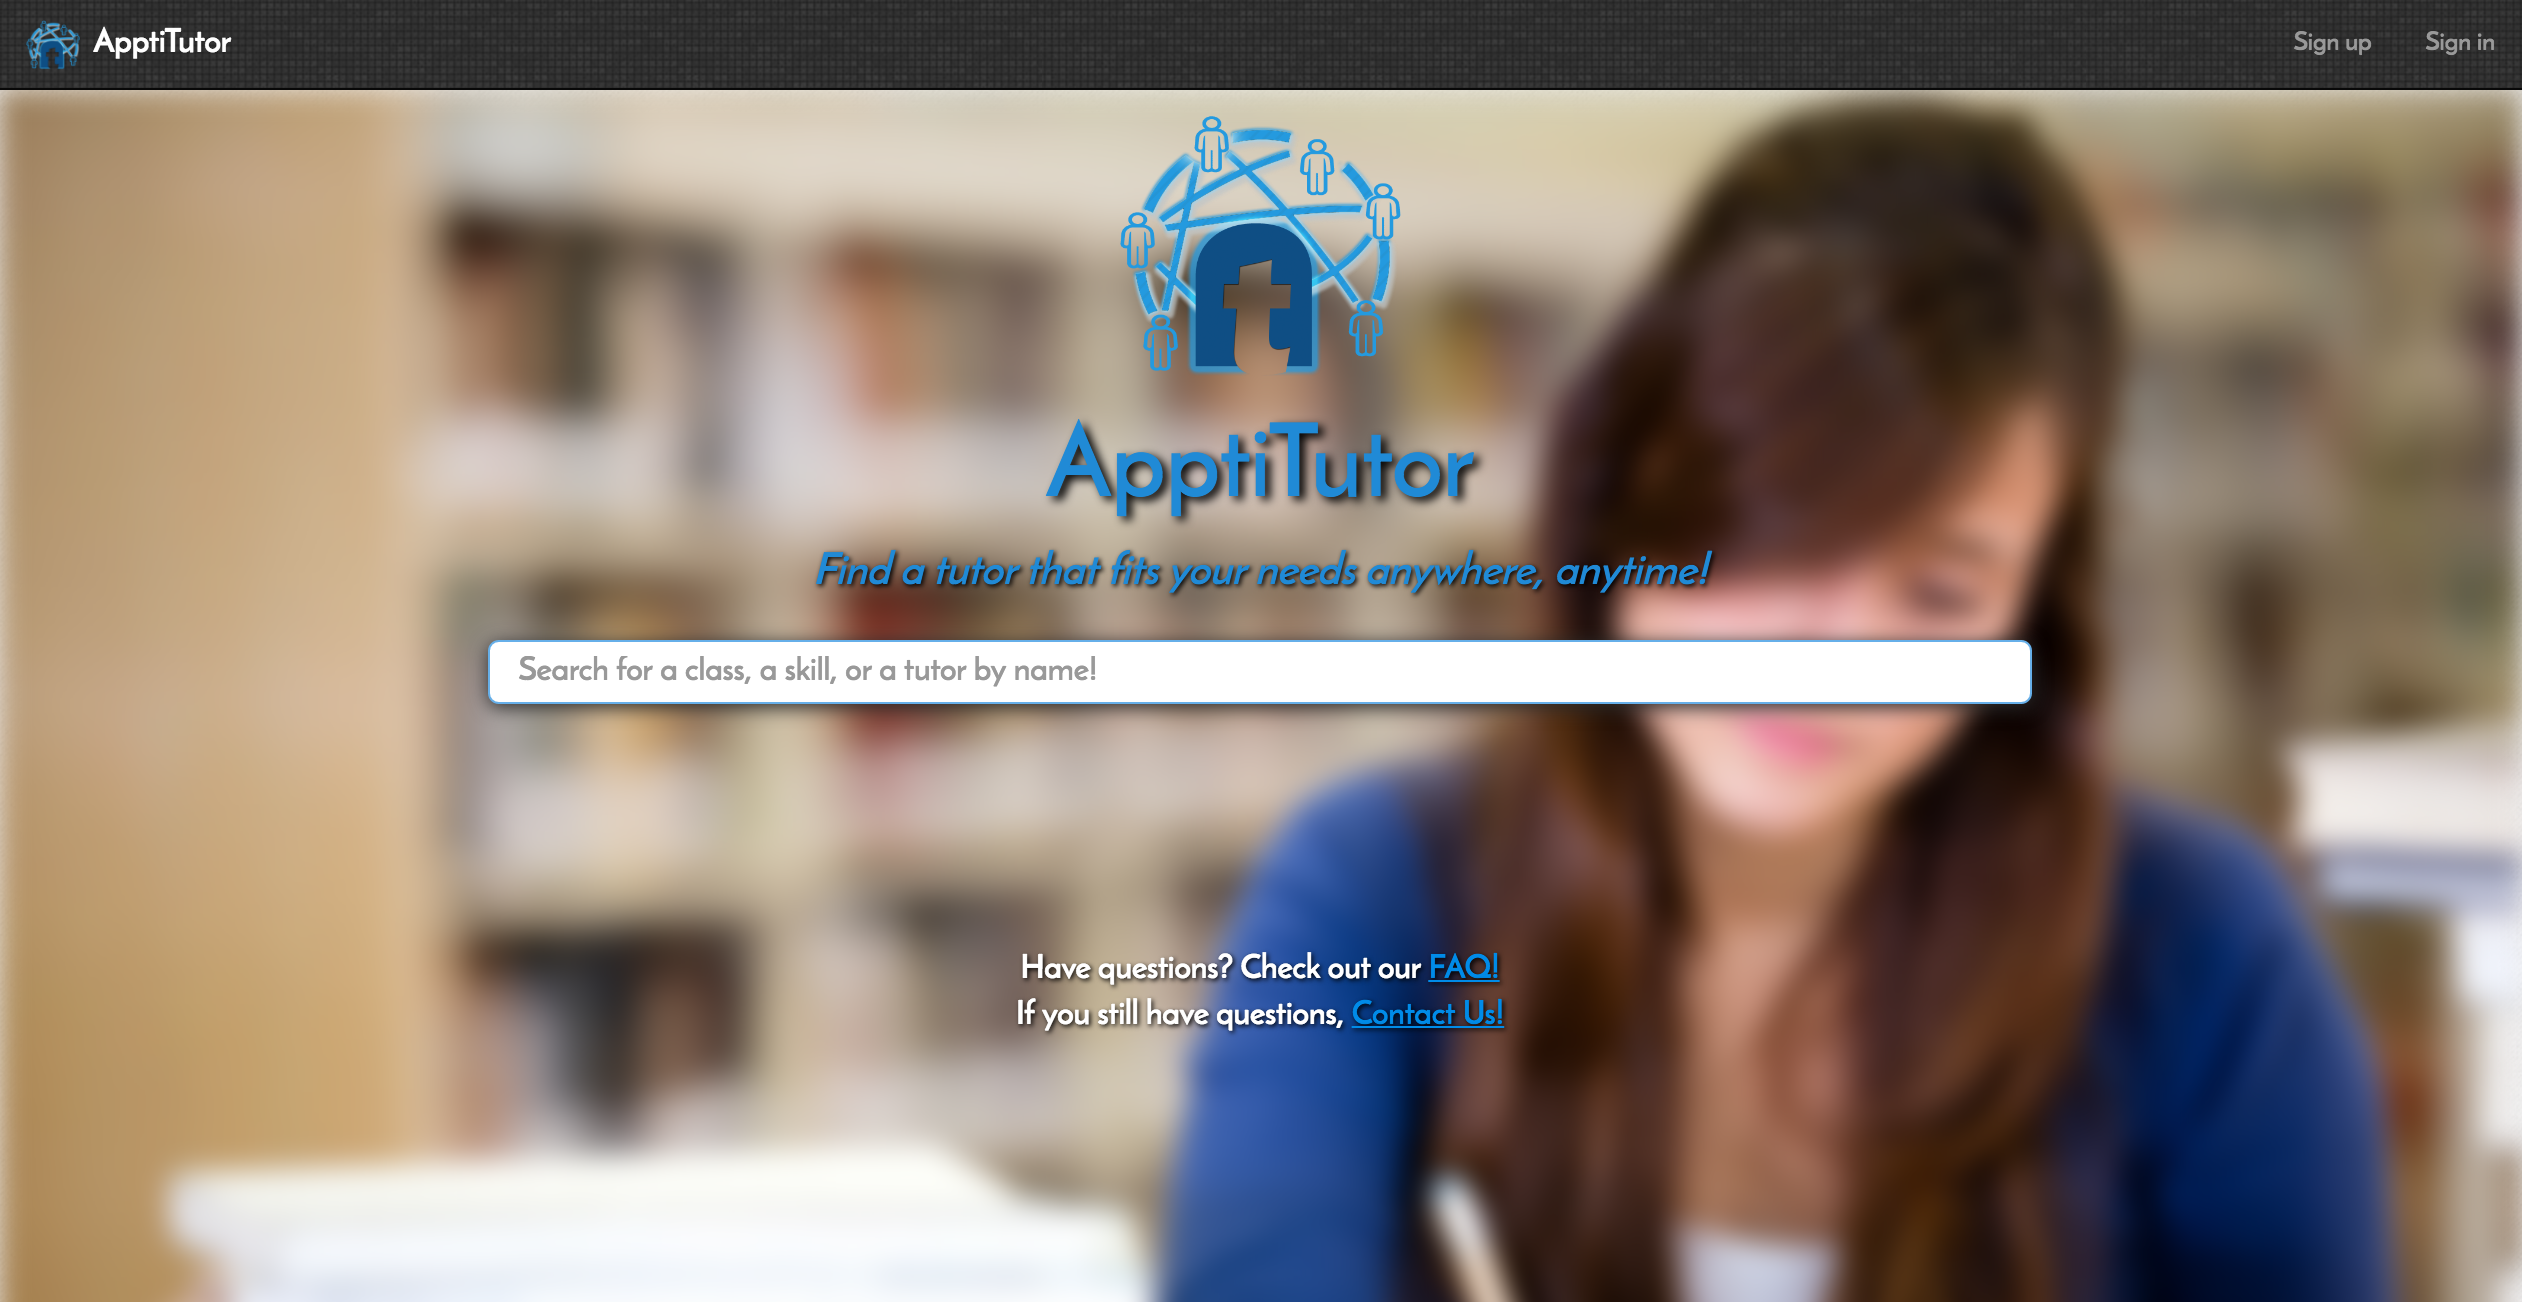 ApptiTutor
Sign up
Sign in
t
ApptiTutor
Find a tutor that fits your needs anywhere, anytime!
Search for a class, a skill, or a tutor by name!
Have questions? Check out our FAQ!
If you still have questions, Contact Us!